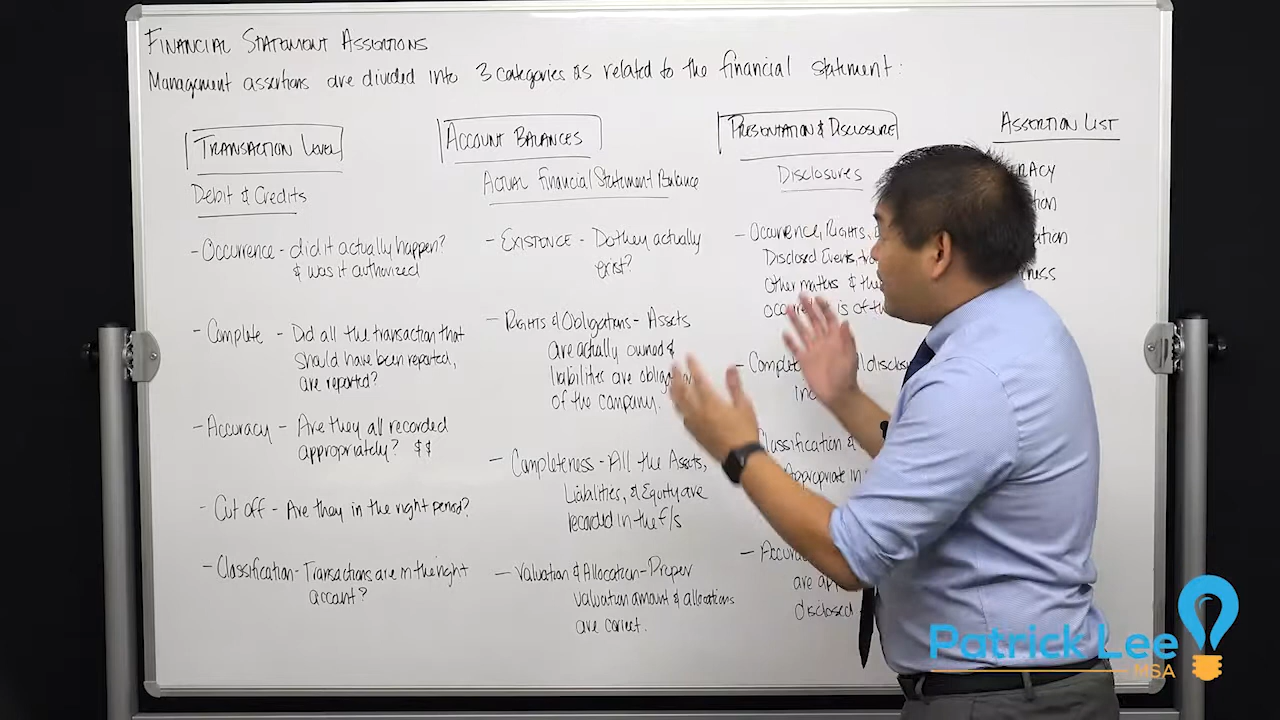 FINANCIAL STATEMENT ASSERTIONS
Management assertions are divided into 3 categories as related to the financial statement:
TRANSACTION LEVEL
Debit & Credits
- Occurrence - did it actually happen?
& was it authorized
- Complete - Did all the transaction that
should have been reported,
are reported?
- Accuracy - Are they all recorded
appropriately? $$
- Cut off - Are they in the right period?
- Classification - Transactions are in the right
account?
ACCOUNT BALANCES
Actual Financial Statement Balance
- EXISTENCE - Do they actually
exist?
- RIGHTS & Obligations - Assets
are actually owned &
liabilities are
of the company.
- Completeness - All the Assets,
Liabilities, & Equity are
recorded in the f/s
- Valuation & Allocation - Proper
valuation amount & allocations
are correct.
PRESENTATION & DISCLOSURE
Disclosures
- Occurrence, Rights,
Disclosed Events,
Other matters &
is of
-
Classification &
Appropriate in
-
are
disclosed
ASSERTION LIST
Patrick Lee
MSA